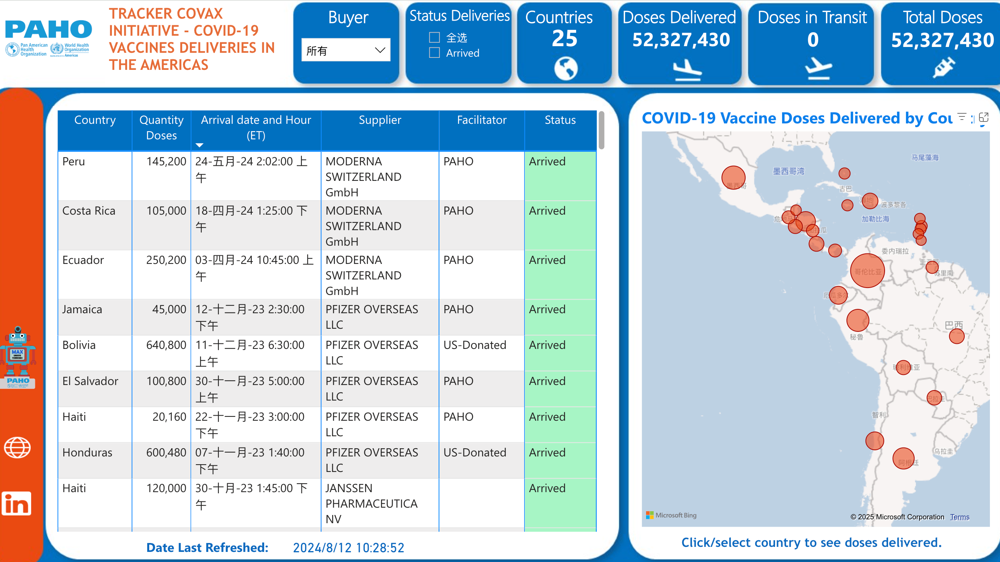 PAHO
Pan American
Health
Organization
World Health
Organization
Americas
TRACKER COVAX
INITIATIVE - COVID-19
VACCINES DELIVERIES IN
THE AMERICAS
Buyer
所有
Status Deliveries
全选
Arrived
Countries
25
Doses Delivered
52,327,430
Doses in Transit
0
Total Doses
52,327,430
Country
Quantity
Doses
Arrival date and Hour
(ET)
Supplier
Facilitator
Status
Peru
145,200
24-五月-24 2:02:00 上
午
MODERNA
SWITZERLAND
GmbH
PAHO
Arrived
Costa Rica
105,000
18-四月-24 1:25:00 下
午
MODERNA
SWITZERLAND
GmbH
PAHO
Arrived
Ecuador
250,200
03-四月-24 10:45:00 上
午
MODERNA
SWITZERLAND
GmbH
PAHO
Arrived
Jamaica
45,000
12-十二月-23 2:30:00
下午
PFIZER OVERSEAS
LLC
PAHO
Arrived
Bolivia
640,800
11-十二月-23 6:30:00
上午
PFIZER OVERSEAS
LLC
US-Donated
Arrived
El Salvador
100,800
30-十一月-23 5:00:00
上午
PFIZER OVERSEAS
LLC
PAHO
Arrived
Haiti
20,160
22-十一月-23 3:00:00
下午
PFIZER OVERSEAS
LLC
PAHO
Arrived
Honduras
600,480
07-十一月-23 1:40:00
下午
PFIZER OVERSEAS
LLC
US-Donated
Arrived
Haiti
120,000
30-十月-23 1:45:00 下
午
JANSSEN
PHARMACEUTICA
NV
Arrived
Date Last Refreshed:
2024/8/12 10:28:52
MAX
LOGISTIC
TECHNICIAN I
PAHO
in
COVID-19 Vaccine Doses Delivered by
马尾藻海
墨西哥湾
墨西哥
古巴
海地
波多黎各
加勒比海
委内瑞拉
圭亚那
苏里南
哥伦比亚
厄瓜多尔
巴西
秘鲁
玻利维亚
巴拉圭
智利
乌拉圭
阿根廷
Microsoft Bing
© 2025 Microsoft Corporation Terms
Click/select country to see doses delivered.